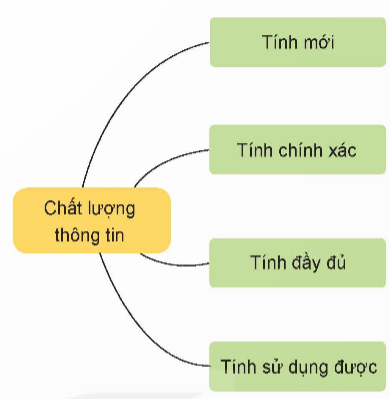 Tính mới
Tính chính xác
Chất lượng
thông tin
Tính đầy đủ
Tính sử dụng được